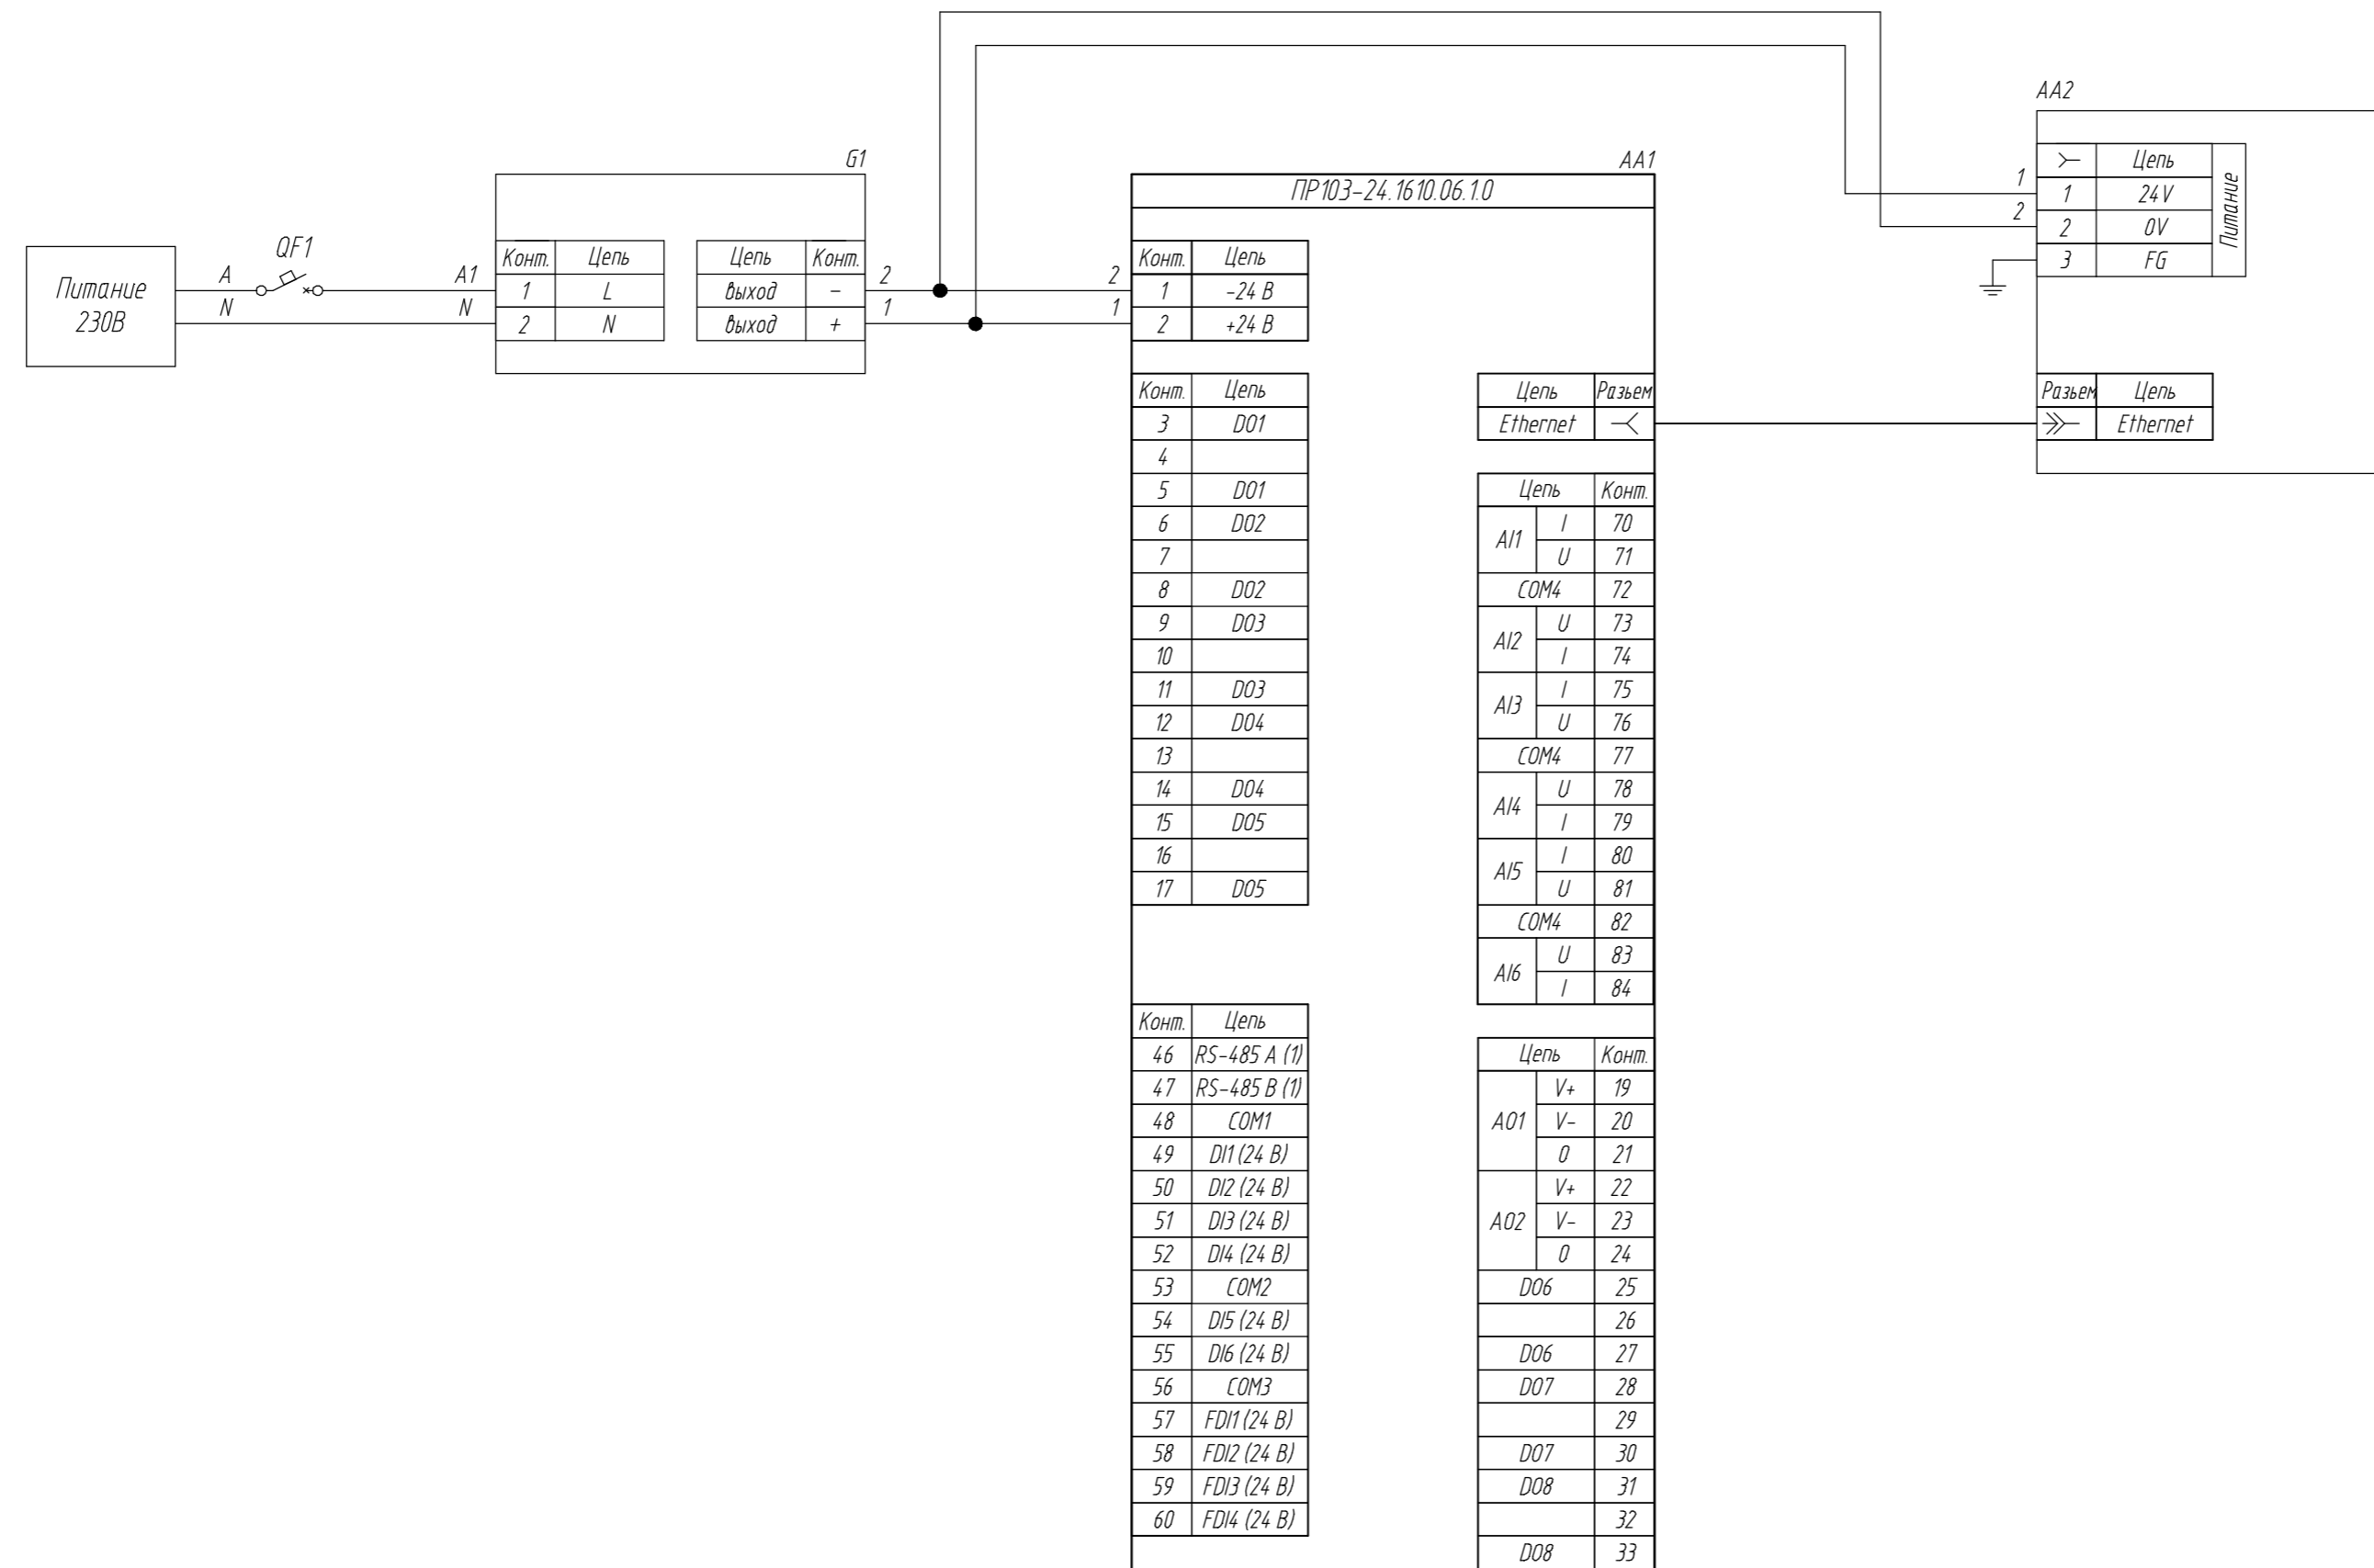 AA2
G1
AA1
ПР103-24.1610.06.1.0
Цепь
1 1 24V
2 2 0V
3 FG
Питание
QF1
Питание
230В
A A1
N N
Конт. Цепь
1 L
2 N
Цепь Конт.
выход - 2
выход + 1
Конт. Цепь
2 1 -24 В
1 2 +24 В
Конт. Цепь
3 DO1
4
5 DO1
6 DO2
7
8 DO2
9 DO3
10
11 DO3
12 DO4
13
14 DO4
15 DO5
16
17 DO5
Конт. Цепь
46 RS-485 A (1)
47 RS-485 B (1)
48 COM1
49 DI1 (24 В)
50 DI2 (24 В)
51 DI3 (24 В)
52 DI4 (24 В)
53 COM2
54 DI5 (24 В)
55 DI6 (24 В)
56 COM3
57 FDI1 (24 В)
58 FDI2 (24 В)
59 FDI3 (24 В)
60 FDI4 (24 В)
Цепь Разьем
Ethernet
Разьем Цепь
Ethernet
Цепь Конт.
AI1 I 70
U 71
COM4 72
AI2 U 73
I 74
AI3 I 75
U 76
COM4 77
AI4 U 78
I 79
AI5 I 80
U 81
COM4 82
AI6 U 83
I 84
Цепь Конт.
AO1 V+ 19
V- 20
0 21
AO2 V+ 22
V- 23
0 24
DO6 25
26
DO6 27
DO7 28
29
DO7 30
DO8 31
32
DO8 33